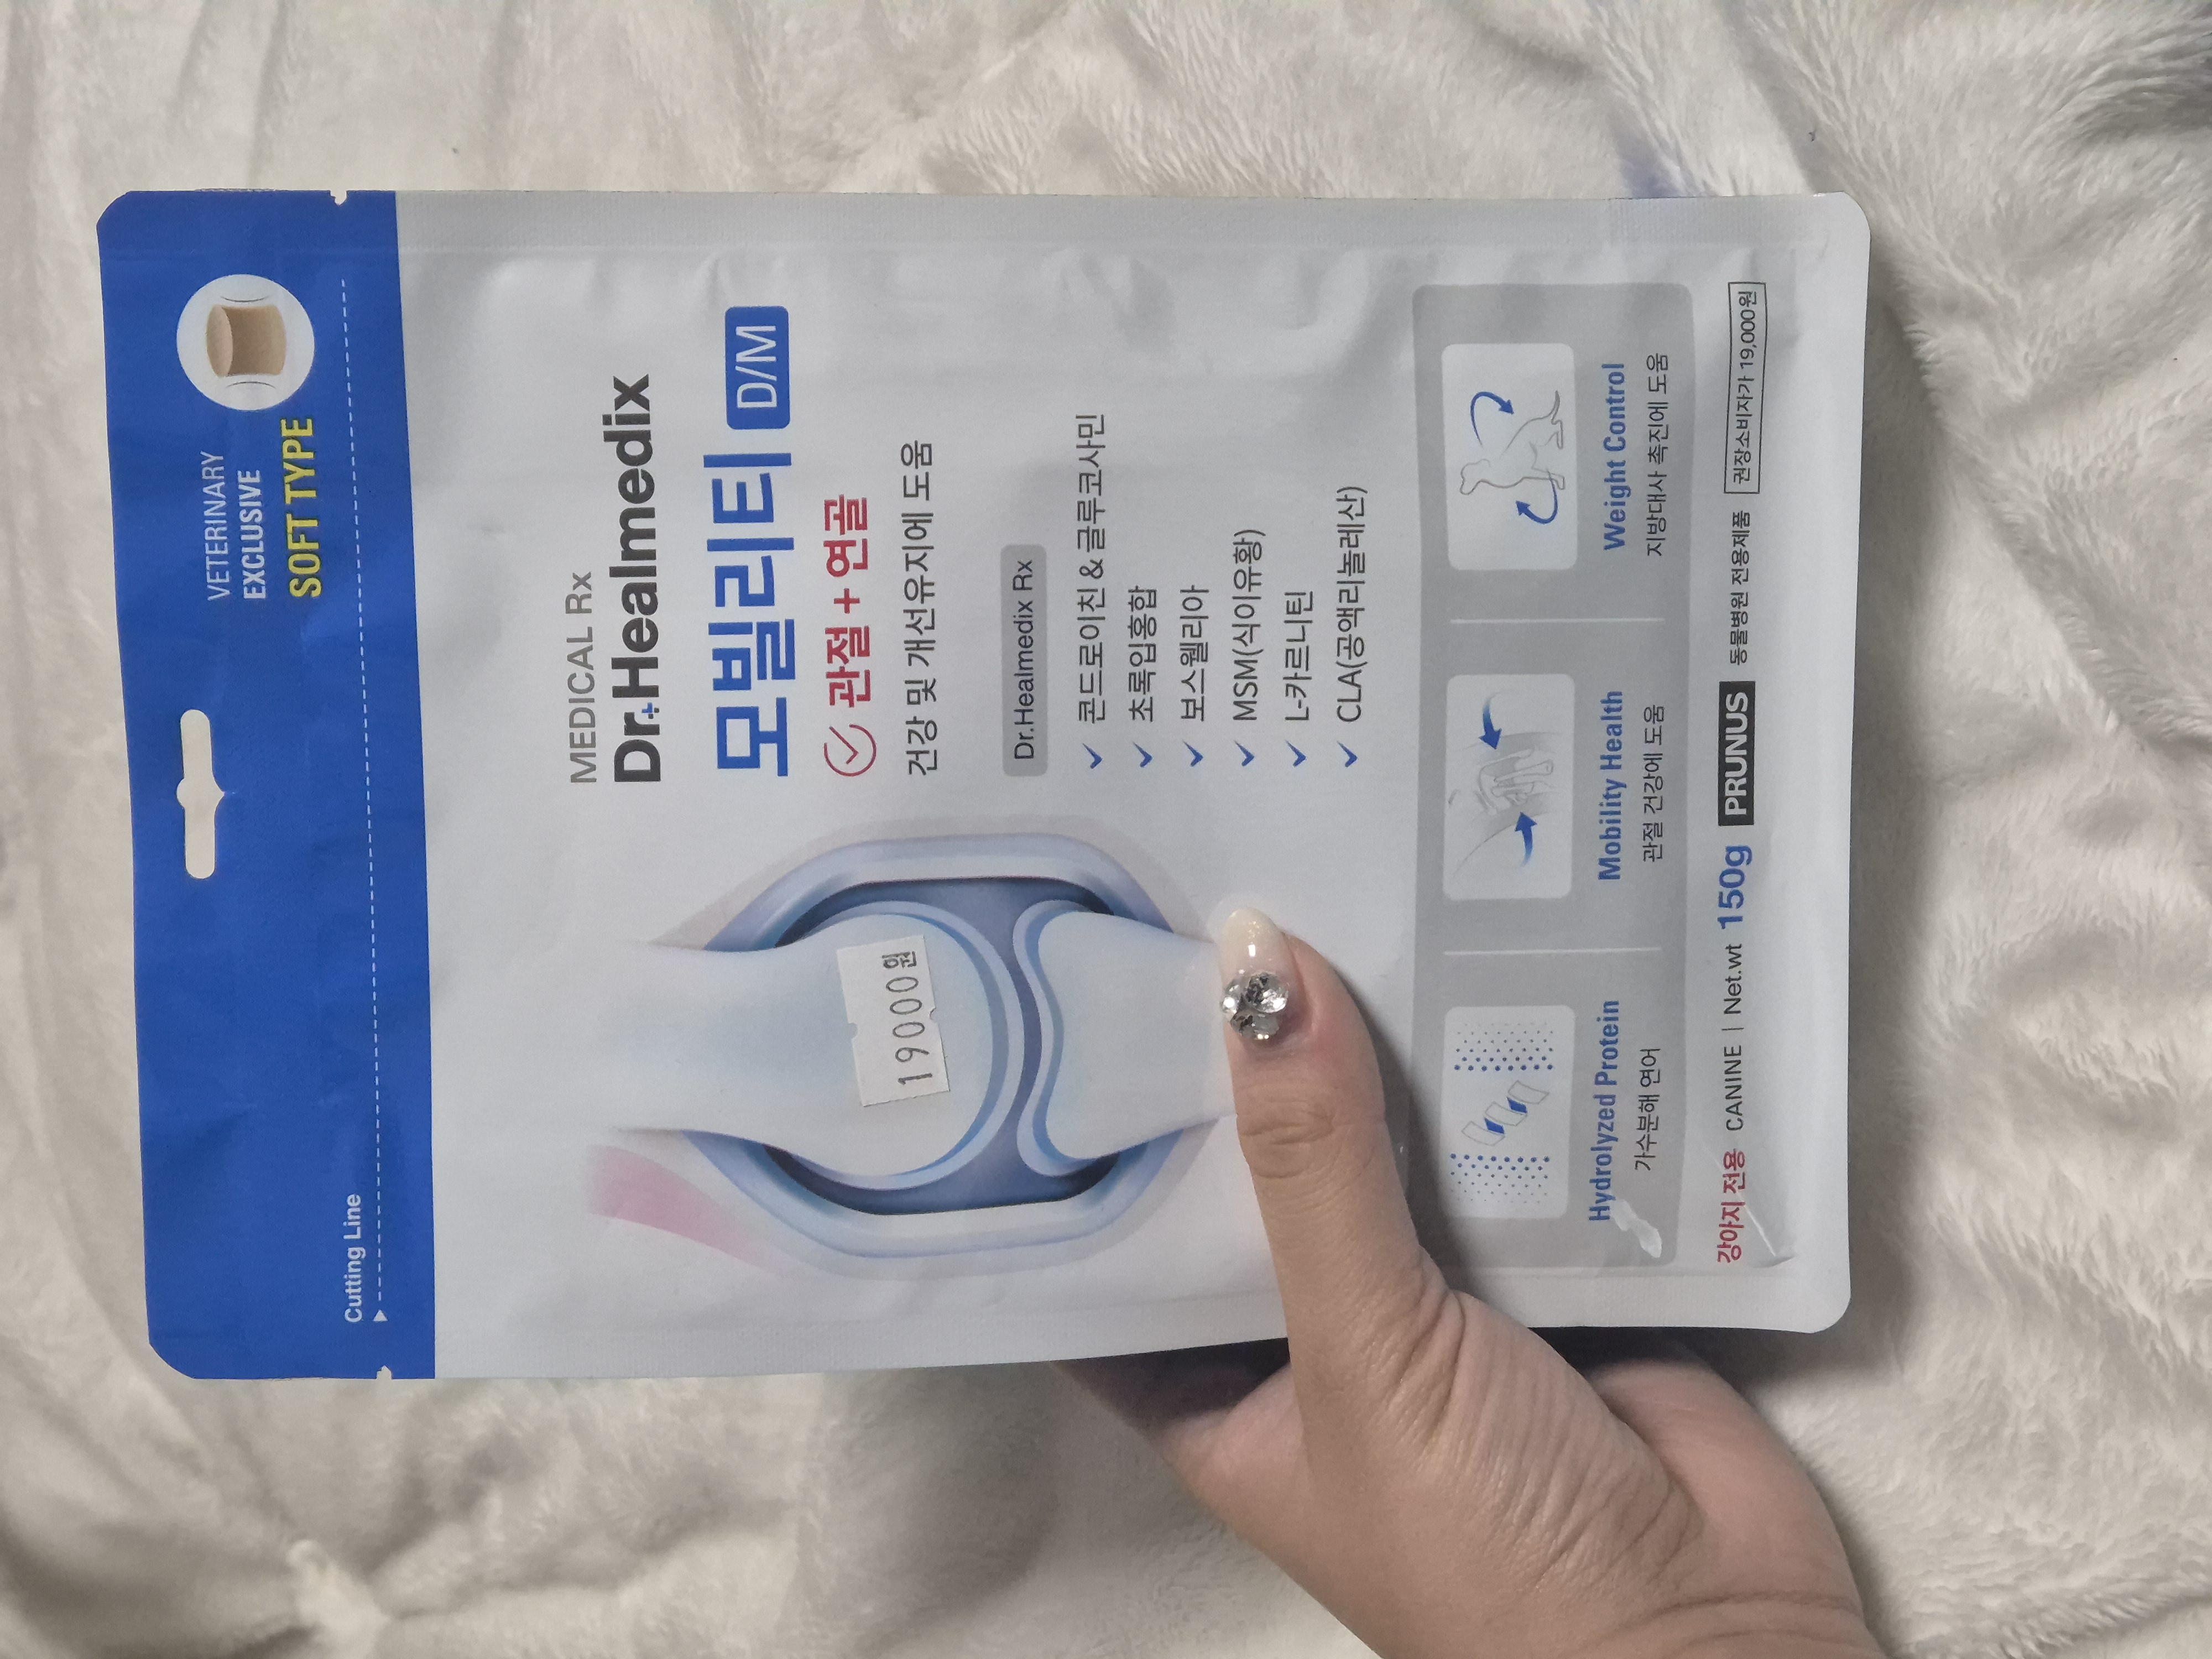 VETERINARY
EXCLUSIVE
SOFT TYPE
Cutting Line
MEDICAL Rx
Dr.Healmedix
모빌리티 D/M
관절 + 연골
건강 및 개선유지에 도움
19000원
Dr.Healmedix Rx
콘드로이친 & 글루코사민
초록입홍합
보스웰리아
MSM(식이유황)
L-카르니틴
CLA(공액리놀레산)
Hydrolyzed Protein
가수분해 연어
Mobility Health
관절 건강에 도움
Weight Control
지방대사 촉진에 도움
강아지 전용 CANINE | Net.wt 150g PRUNUS 동물병원 전용제품 권장소비자가 19,000원